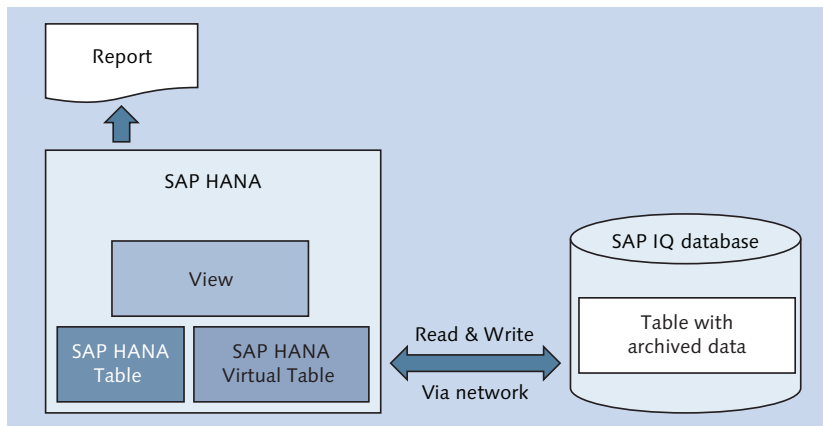 Report
SAP HANA
View
SAP HANA
Table
SAP HANA
Virtual Table
Read & Write
Via network
SAP IQ database
Table with
archived data